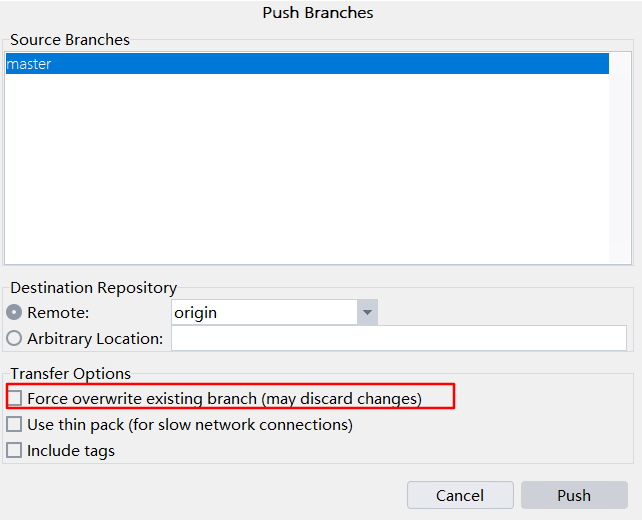 Push Branches
Source Branches
master
Destination Repository
Remote: origin
Arbitrary Location:
Transfer Options
Force overwrite existing branch (may discard changes)
Use thin pack (for slow network connections)
Include tags
Cancel Push